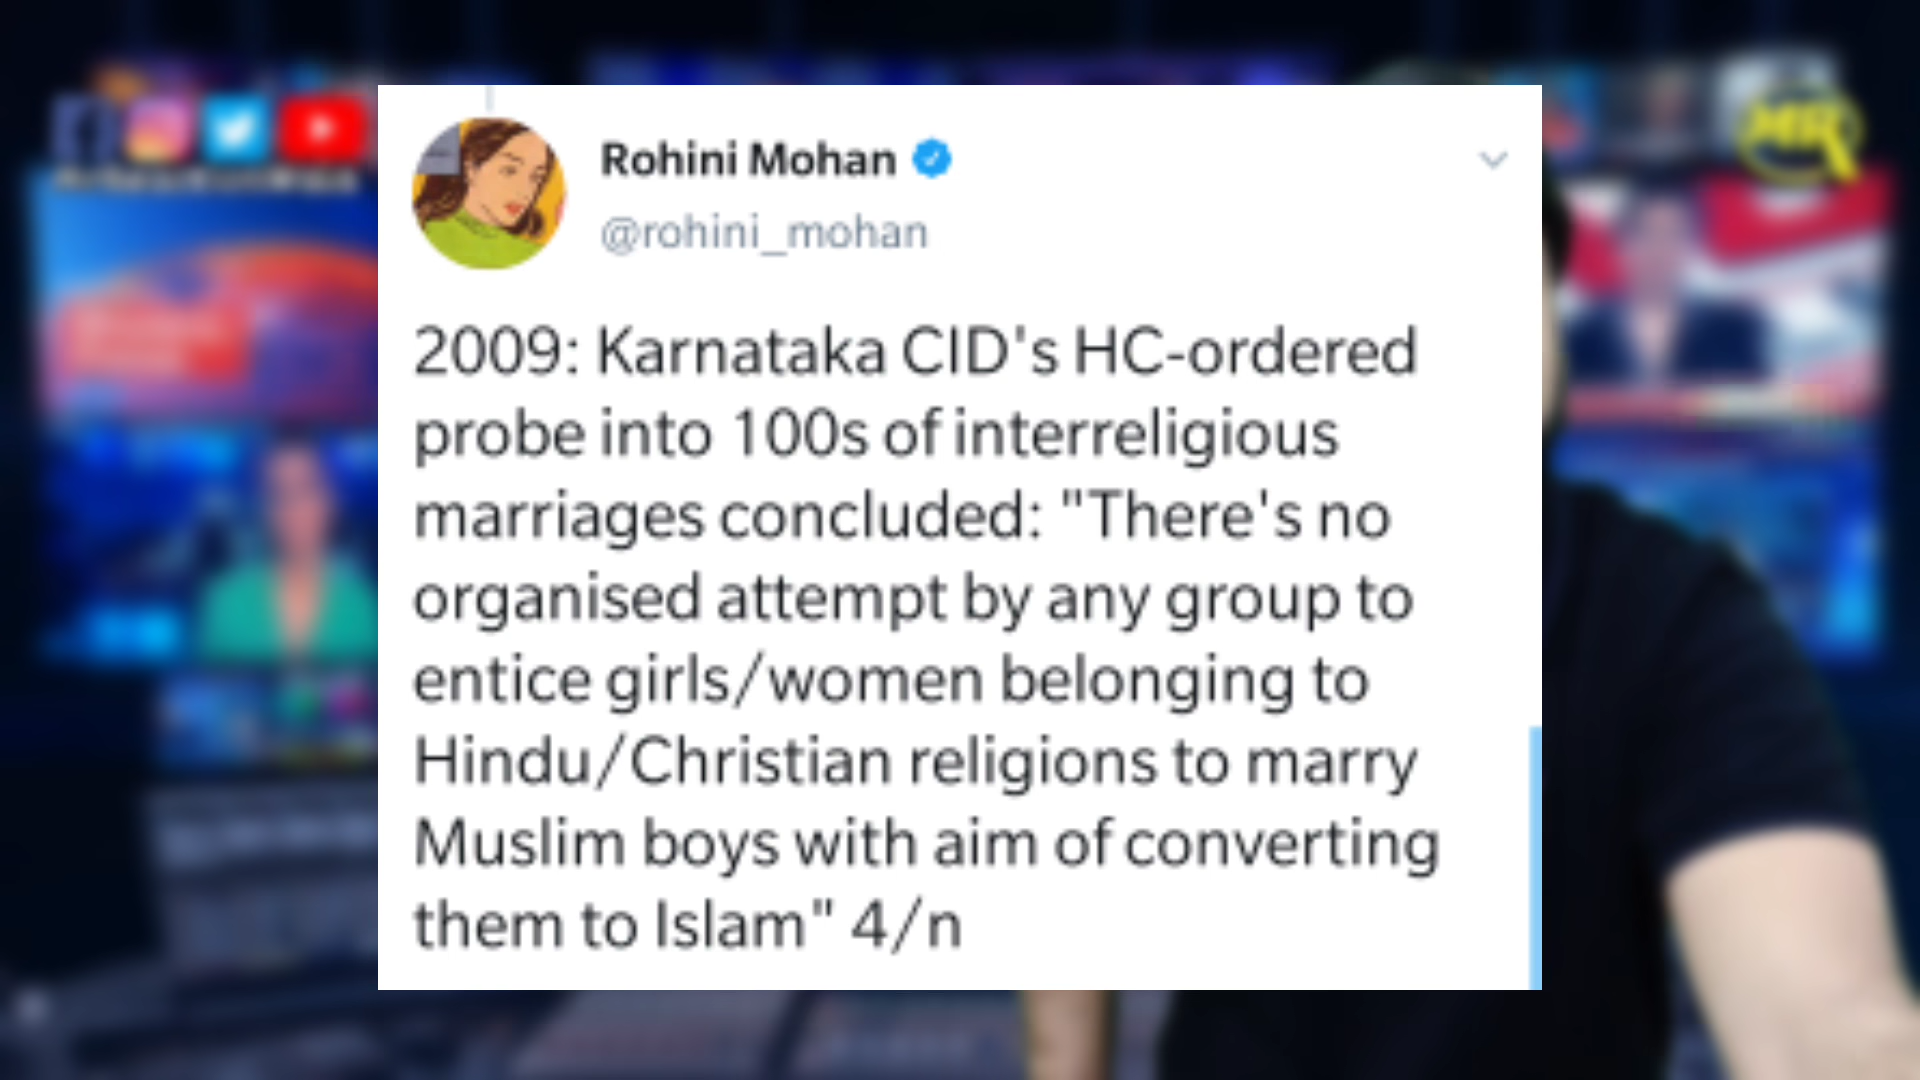 Rohini Mohan
@rohini_mohan
2009: Karnataka CID's HC-ordered
probe into 100s of interreligious
marriages concluded: "There's no
organised attempt by any group to
entice girls/women belonging to
Hindu/Christian religions to marry
Muslim boys with aim of converting
them to Islam" 4/n